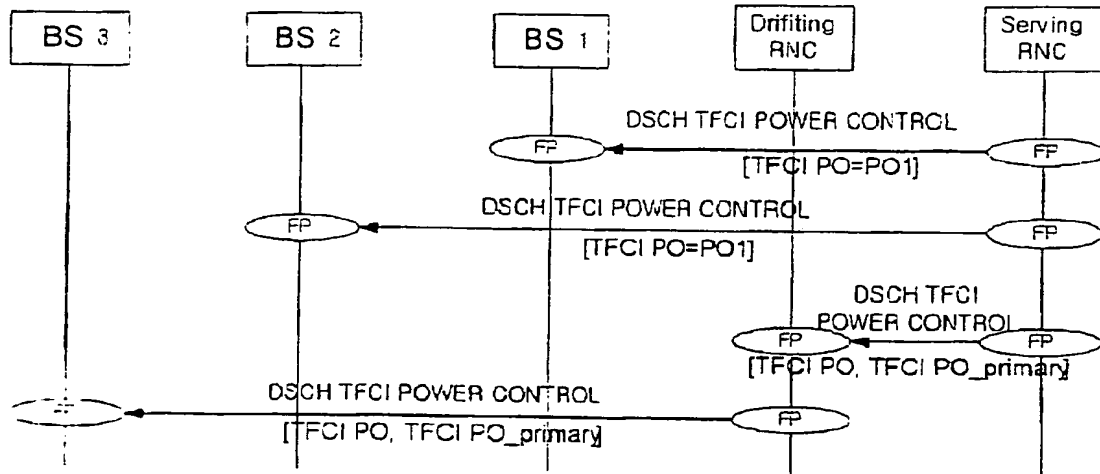 BS 3
BS 2
BS 1
Drifiting
RNC
Serving
RNC
DSCH TFCI POWER CONTROL
FP
FP
[TFCI PO=PO1]
DSCH TFCI POWER CONTROL
FP
FP
[TFCI PO=PO1]
DSCH TFCI
POWER CONTROL
FP
FP
[TFCI PO, TFCI PO_primary]
DSCH TFCI POWER CONTROL
FP
[TFCI PO, TFCI PO_primary]